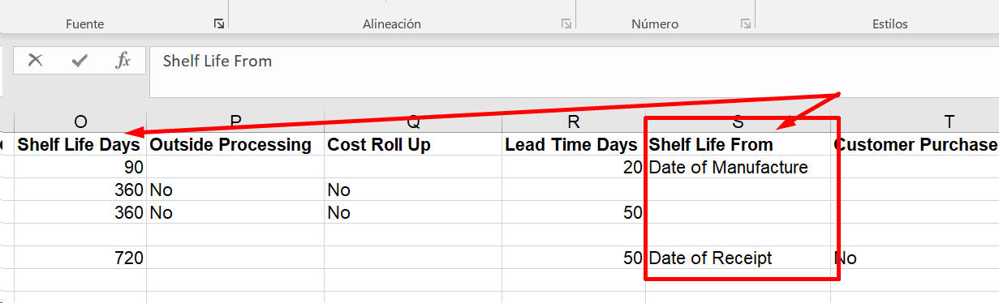 Fuente Alineación Número Estilos
fx Shelf Life From
O P Q R S T
Shelf Life Days Outside Processing Cost Roll Up Lead Time Days Shelf Life From Customer Purchase
90 20 Date of Manufacture
360 No No
360 No No 50
720 50 Date of Receipt No